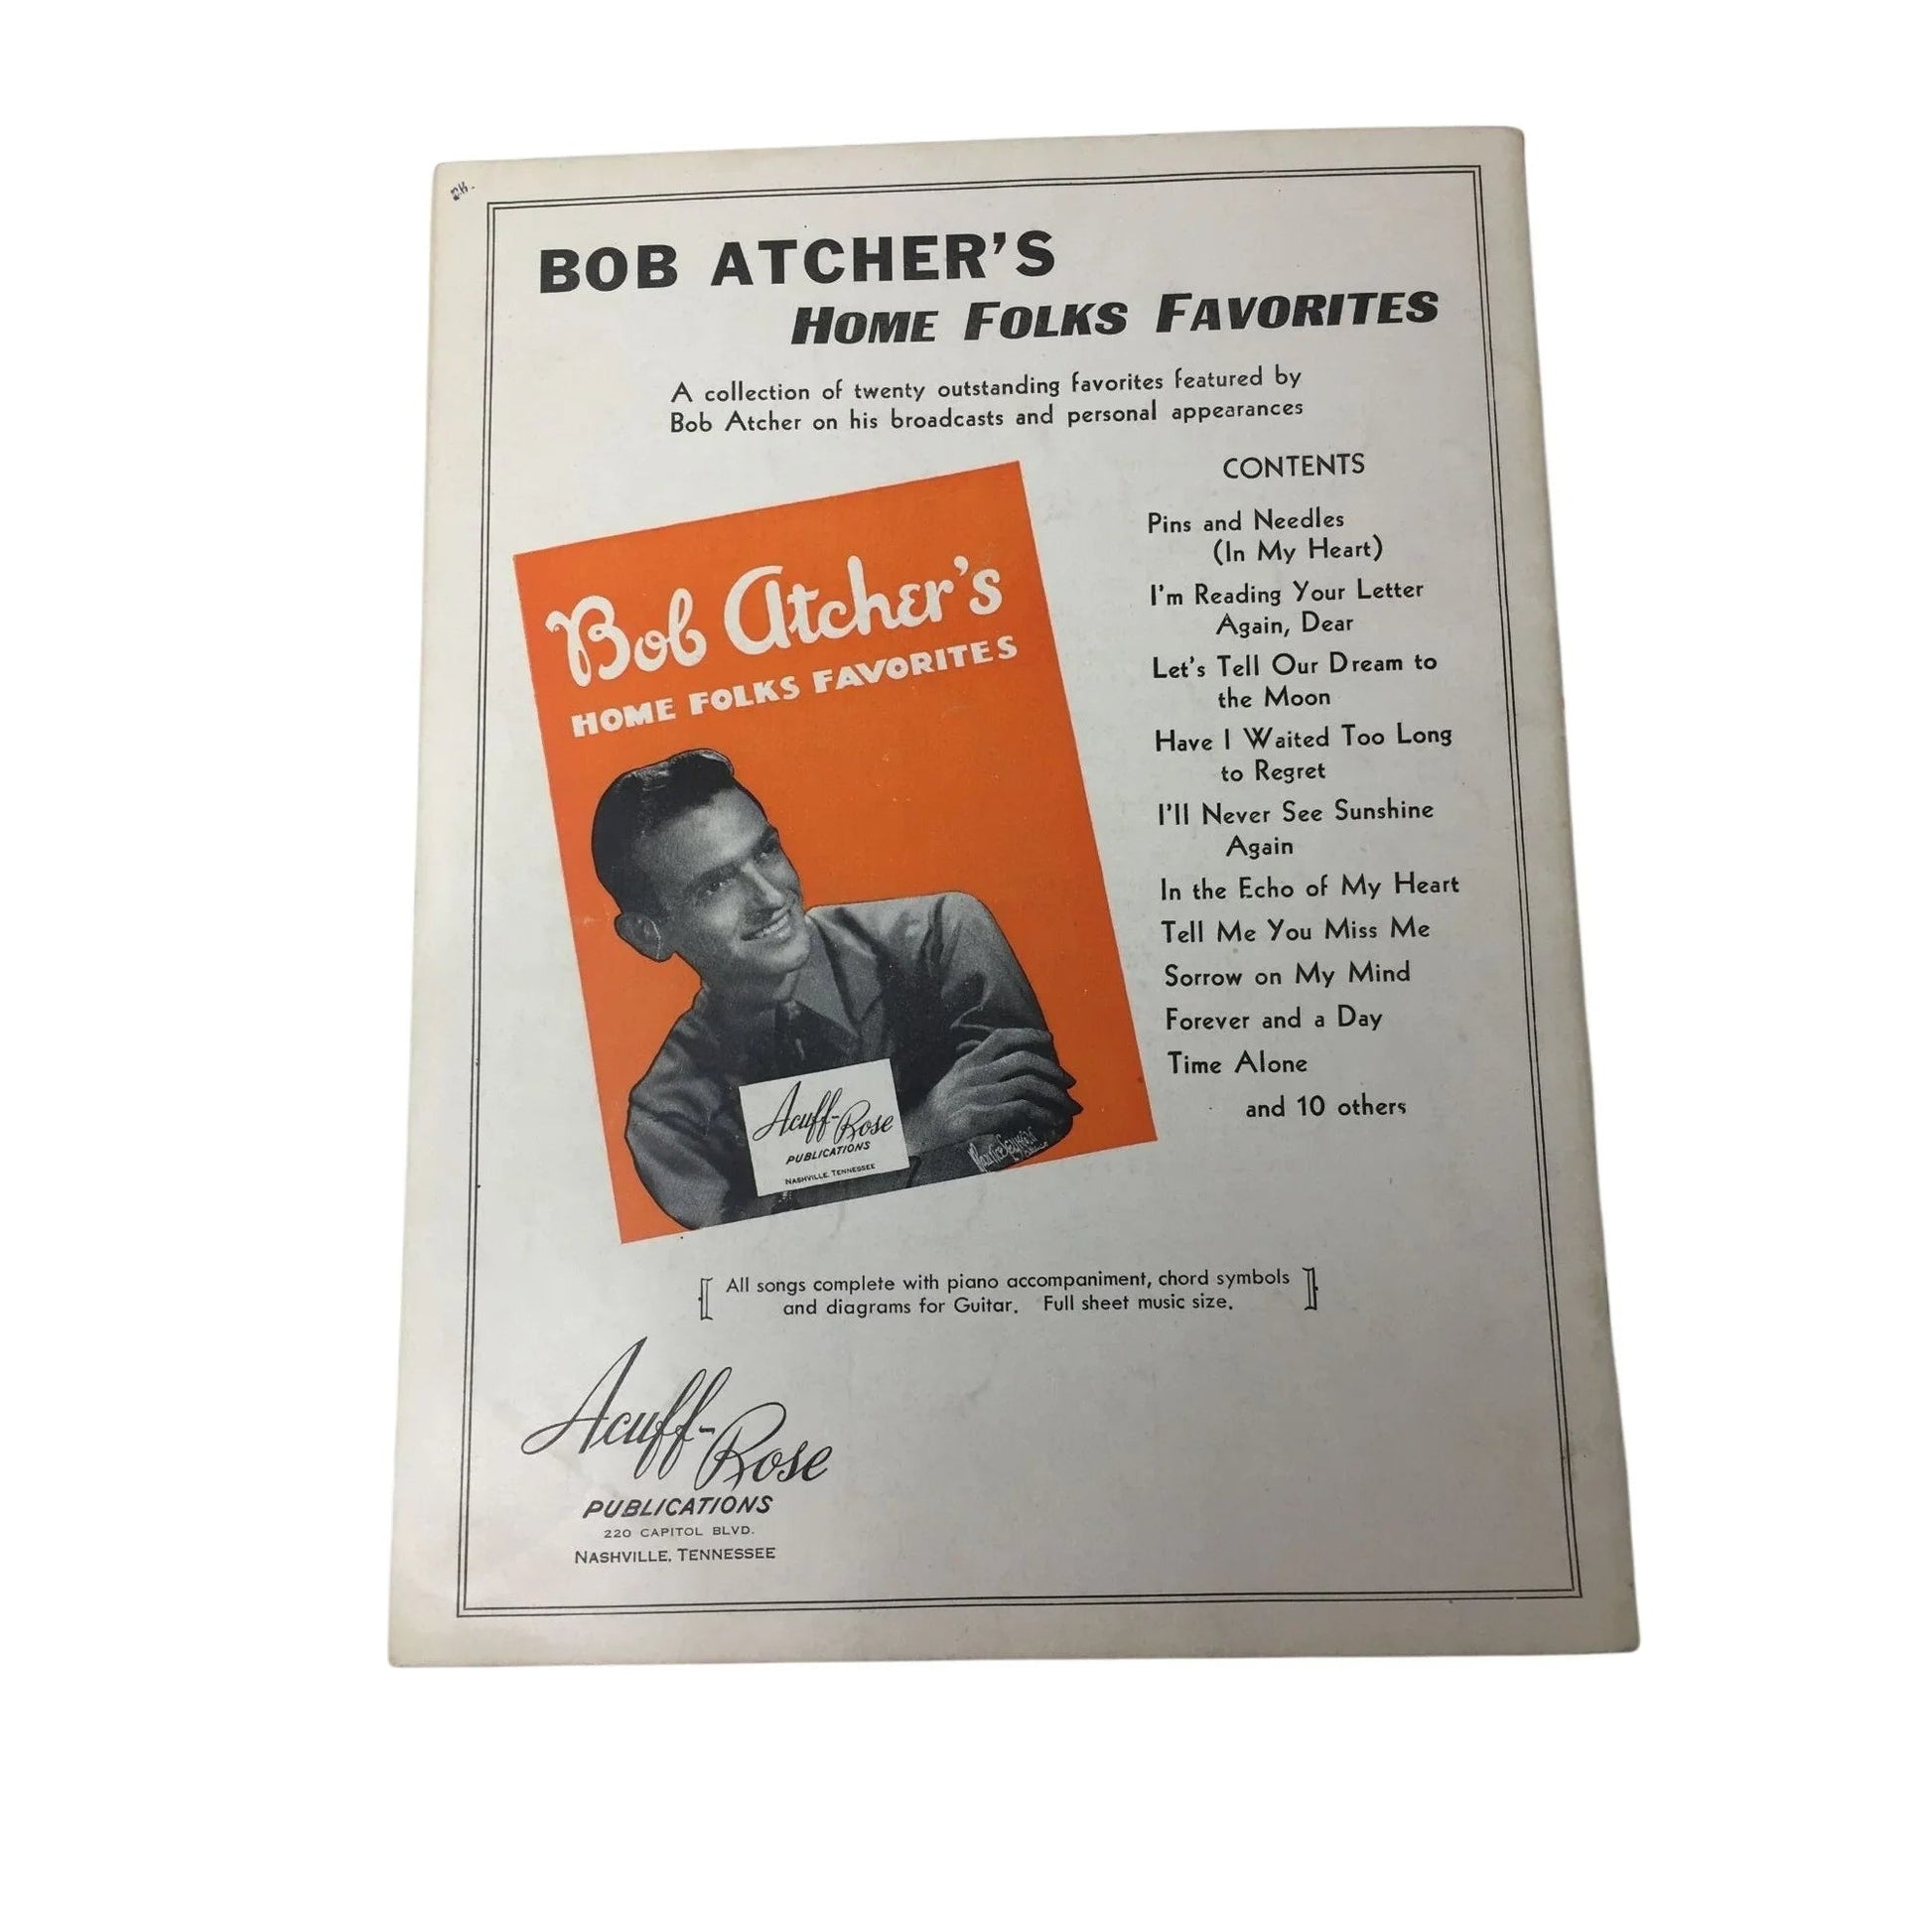 BOB ATCHER'S
HOME FOLKS FAVORITES
A collection of twenty outstanding favorites featured by
Bob Atcher on his broadcasts and personal appearances
Bob Atcher's
HOME FOLKS FAVORITES
Acuff-Rose
PUBLICATIONS
NASHVILLE, TENNESSEE
CONTENTS
Pins and Needles
(In My Heart)
I'm Reading Your Letter
Again, Dear
Let's Tell Our Dream to
the Moon
Have I Waited Too Long
to Regret
I'll Never See Sunshine
Again
In the Echo of My Heart
Tell Me You Miss Me
Sorrow on My Mind
Forever and a Day
Time Alone
and 10 others
All songs complete with piano accompaniment, chord symbols
and diagrams for Guitar. Full sheet music size.
Acuff-Rose
PUBLICATIONS
220 CAPITOL BLVD.
NASHVILLE, TENNESSEE